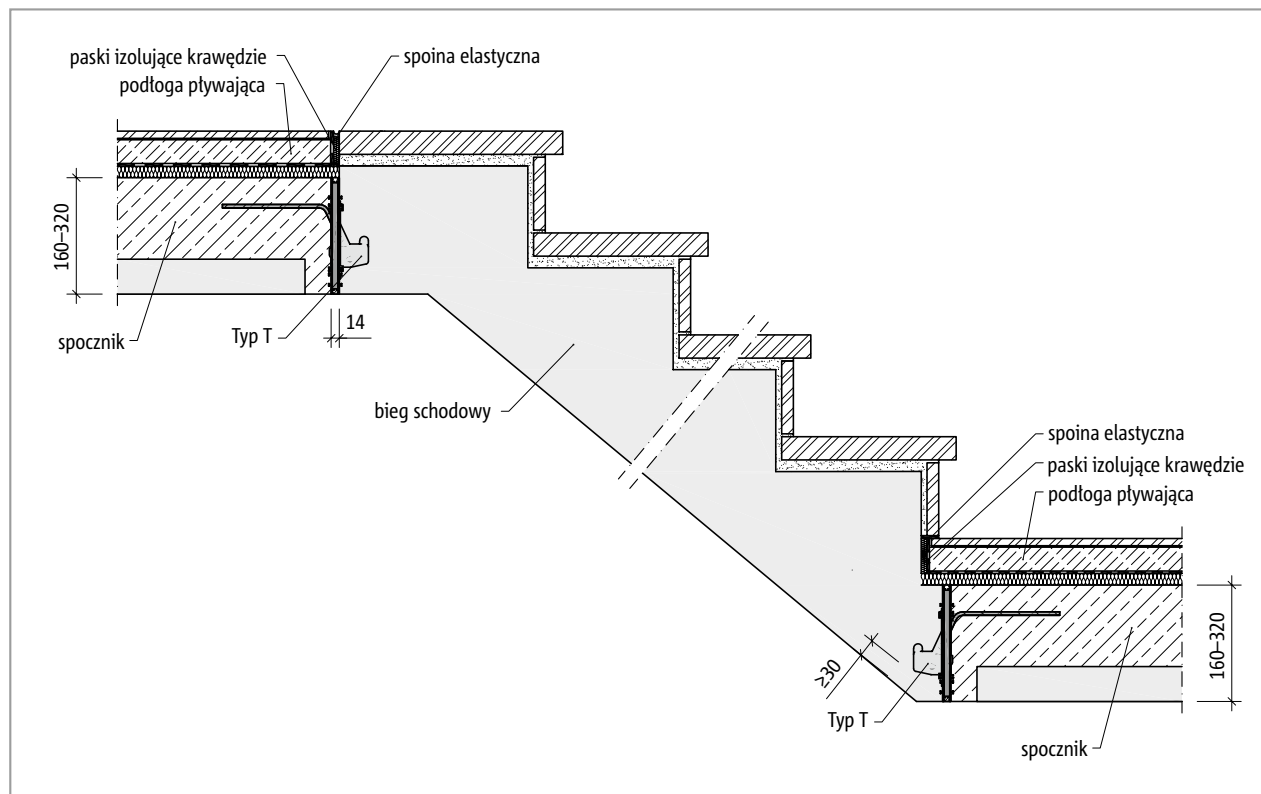 paski izolujące krawędzie
spoina elastyczna
podłoga pływająca
160–320
spocznik
Typ T
14
bieg schodowy
spoina elastyczna
paski izolujące krawędzie
podłoga pływająca
≥30
160–320
Typ T
spocznik